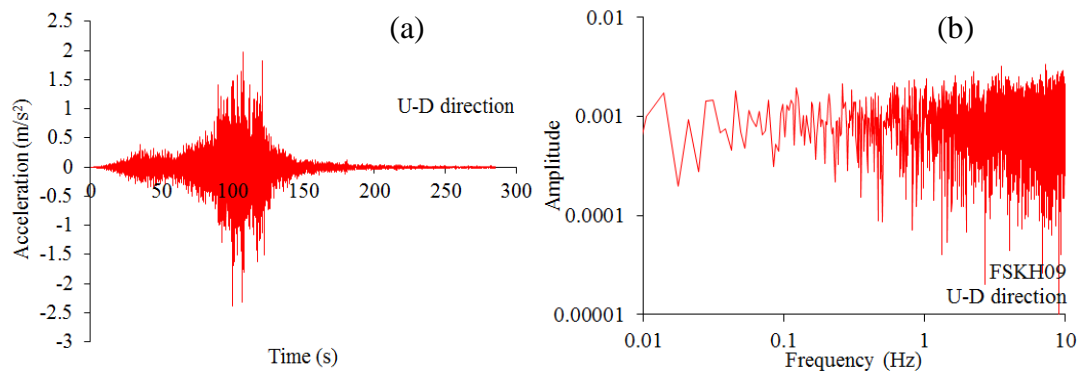 (a)
U-D direction
Acceleration (m/s²)
2.5
2
1.5
1
0.5
0
-0.5
-1
-1.5
-2
-2.5
-3
0 50 100 150 200 250 300
Time (s)
(b)
Amplitude
0.01
0.001
0.0001
0.00001
FSKH09
U-D direction
0.01 0.1 1 10
Frequency (Hz)